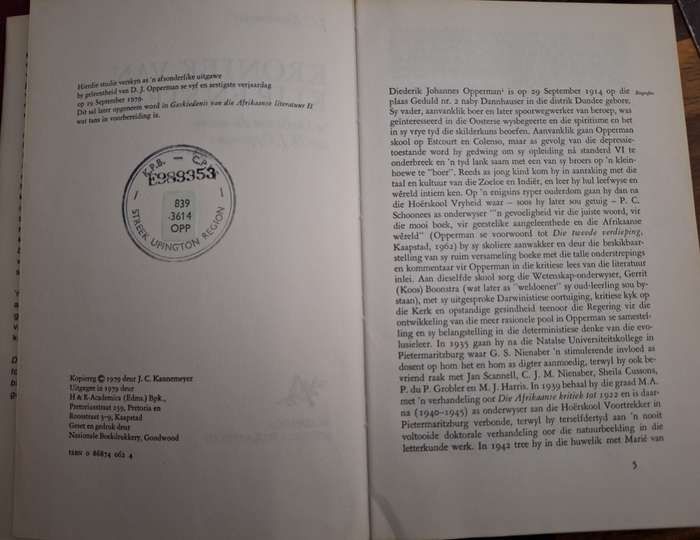 Hierdie studie verskyn as 'n afsonderlike uitgawe
by geleentheid van D. J. Opperman se vyf en sestigste verjaardag
op 29 September 1979.
Dit sal later opgeneem word in Geskiedenis van die Afrikaanse literatuur II
wat tans in voorbereiding is.
K.P.B. — C.P.A.
E989353
839
.3614
OPP
STREEK UPINGTON REGION
Kopiereg © 1979 deur J. C. Kannemeyer
Uitgegee in 1979 deur
H & R-Academica (Edms) Bpk.,
Pretoriusstraat 259, Pretoria en
Roosstraat 3-9, Kaapstad
Geset en gedruk deur
Nasionale Boekdrukkery, Goodwood
ISBN 0 86874 062 4
Diederik Johannes Opperman¹ is op 29 September 1914 op die
plaas Geduld nr. 2 naby Dannhauser in die distrik Dundee gebore.
Sy vader, aanvanklik boer en later spoorwegwerker van beroep, was
geïnteresseerd in die Oosterse wysbegeerte en die spiritisme en het
in sy vrye tyd die skilderkuns beoefen. Aanvanklik gaan Opperman
skool op Estcourt en Colenso, maar as gevolg van die depressie-
toestande word hy gedwing om sy opleiding ná standerd VI te
onderbreek en 'n tyd lank saam met een van sy broers op 'n klein-
hoewe te "boer". Reeds as jong kind kom hy in aanraking met die
taal en kultuur van die Zoeloe en Indiër, en leer hy hul leefwyse en
wêreld intiem ken. Op 'n enigsins ryper ouderdom gaan hy dan na
die Hoërskool Vryheid waar – soos hy later sou getuig – P. C.
Schoonees as onderwyser "'n gevoeligheid vir die juiste woord, vir
die mooi boek, vir geestelike aangeleenthede en die Afrikaanse
wêreld" (Opperman se voorwoord tot Die tweede verdieping,
Kaapstad, 1962) by sy skoliere aanwakker en deur die beskikbaar-
stelling van sy ruim versameling boeke met die talle onderstrepings
en kommentaar vir Opperman in die kritiese lees van die literatuur
inlei. Aan dieselfde skool sorg die Wetenskap-onderwyser, Gerrit
(Koos) Boonstra (wat later as "weldoener" sy oud-leerling sou by-
staan), met sy uitgesproke Darwinistiese oortuiging, kritiese kyk op
die Kerk en opstandige gesindheid teenoor die Regering vir die
ontwikkeling van die meer rasionele pool in Opperman se samestel-
ling en sy belangstelling in die deterministiese denke van die evo-
lusieleer. In 1935 gaan hy na die Natalse Universiteitskollege in
Pietermaritzburg waar G. S. Nienaber 'n stimulerende invloed as
dosent op hom het en hom as digter aanmoedig, terwyl hy ook be-
vriend raak met Jan Scannell, C. J. M. Nienaber, Sheila Cussons,
P. du P. Grobler en M. J. Harris. In 1939 behaal hy die graad M.A.
met 'n verhandeling oor Die Afrikaanse kritiek tot 1922 en is daar-
na (1940–1945) as onderwyser aan die Hoërskool Voortrekker in
Pietermaritzburg verbonde, terwyl hy terselfdertyd aan 'n nooit
voltooide doktorale verhandeling oor die natuurbeelding in die
letterkunde werk. In 1942 tree hy in die huwelik met Marié van
5